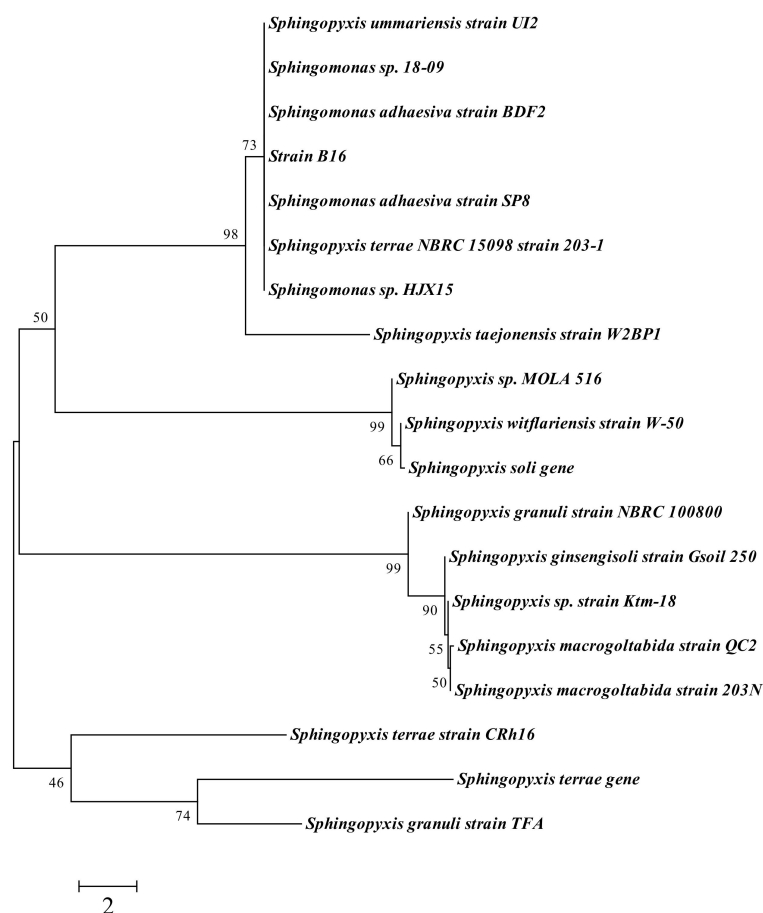 Sphingopyxis ummariensis strain UI2
Sphingomonas sp. 18-09
Sphingomonas adhaesiva strain BDF2
73
Strain B16
Sphingomonas adhaesiva strain SP8
98
Sphingopyxis terrae NBRC 15098 strain 203-1
Sphingomonas sp. HJX15
50
Sphingopyxis taejonensis strain W2BP1
Sphingopyxis sp. MOLA 516
99
Sphingopyxis witflariensis strain W-50
66
Sphingopyxis soli gene
Sphingopyxis granuli strain NBRC 100800
99
Sphingopyxis ginsengisoli strain Gsoil 250
90
Sphingopyxis sp. strain Ktm-18
55
Sphingopyxis macrogoltabida strain QC2
50
Sphingopyxis macrogoltabida strain 203N
Sphingopyxis terrae strain CRh16
46
Sphingopyxis terrae gene
74
Sphingopyxis granuli strain TFA
2